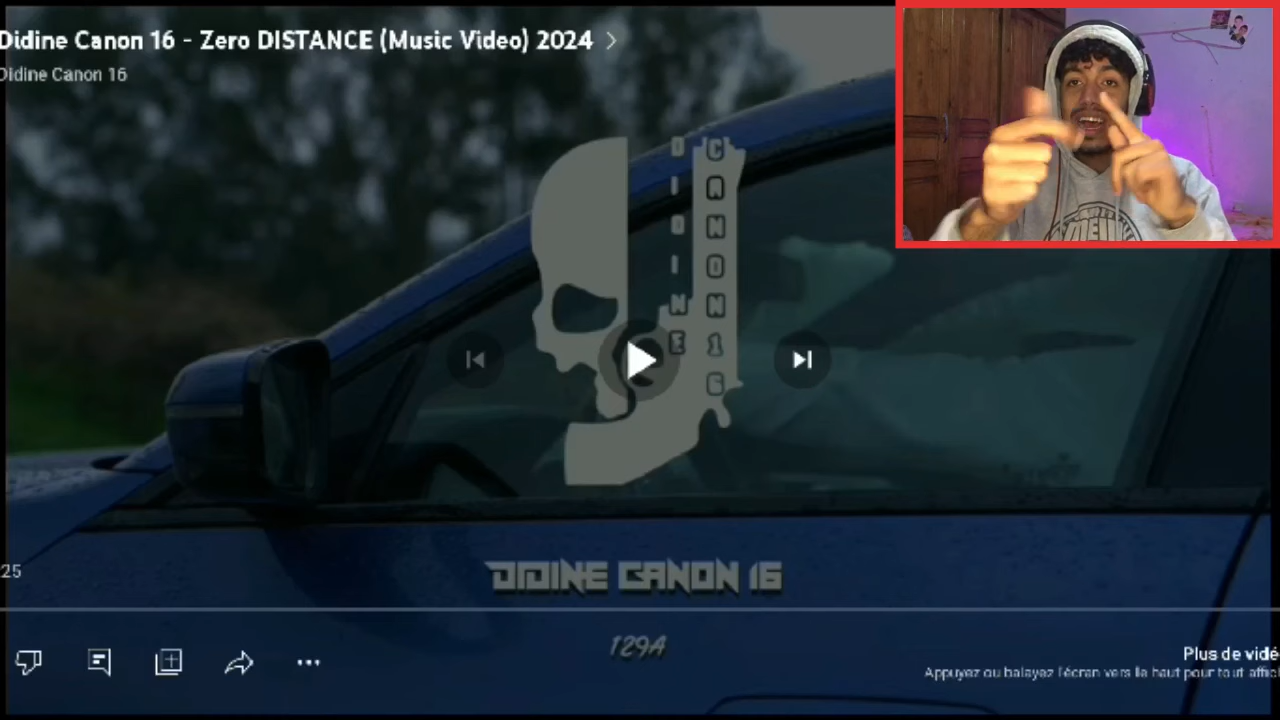 Didine Canon 16 - Zero DISTANCE (Music Video) 2024
Didine Canon 16
DIDINE
CANON16
25
DIDINE CANON 16
129A
Plus de vidé
Appuyez ou balayez l'écran vers le haut pour tout affic